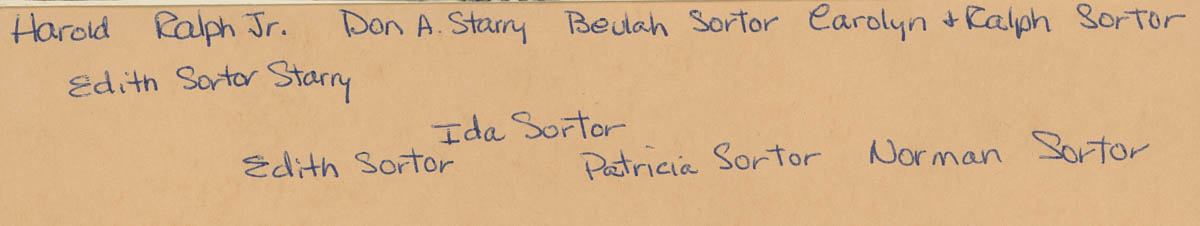 Harold Ralph Jr. Don A. Starry Beulah Sortor Carolyn + Ralph Sortor
Edith Sortor Starry
Ida Sortor
Edith Sortor Patricia Sortor Norman Sortor